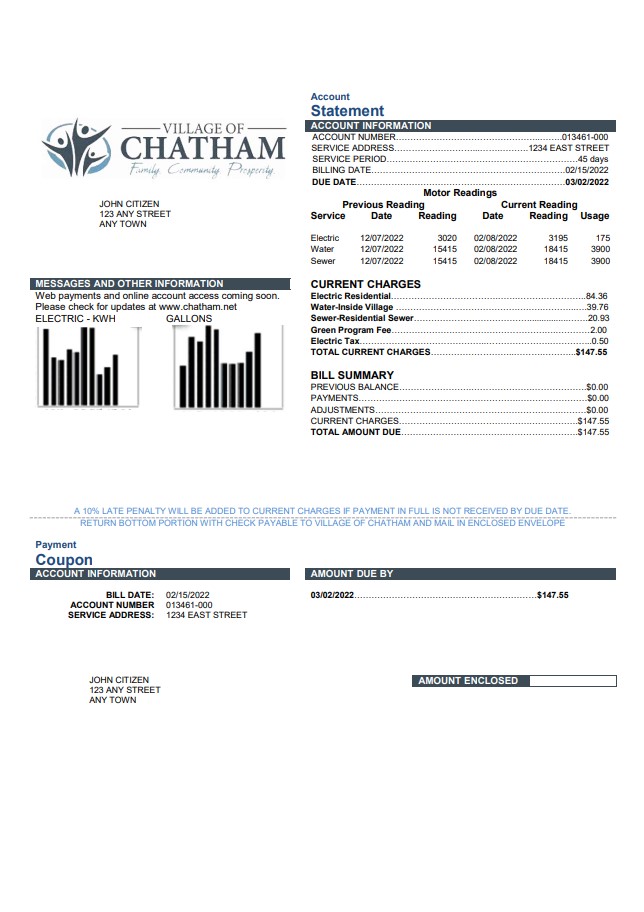 Account
Statement
VILLAGE OF
CHATHAM
Family. Community. Prosperity.
ACCOUNT INFORMATION
ACCOUNT NUMBER....................013461-000
SERVICE ADDRESS....................1234 EAST STREET
SERVICE PERIOD....................45 days
BILLING DATE....................02/15/2022
DUE DATE....................03/02/2022
JOHN CITIZEN
123 ANY STREET
ANY TOWN
Motor Readings
Previous Reading Current Reading
Service Date Reading Date Reading Usage
Electric 12/07/2022 3020 02/08/2022 3195 175
Water 12/07/2022 15415 02/08/2022 18415 3900
Sewer 12/07/2022 15415 02/08/2022 18415 3900
MESSAGES AND OTHER INFORMATION
Web payments and online account access coming soon.
Please check for updates at www.chatham.net
ELECTRIC - KWH GALLONS
CURRENT CHARGES
Electric Residential....................84.36
Water-Inside Village....................39.76
Sewer-Residential Sewer....................20.93
Green Program Fee....................2.00
Electric Tax....................0.50
TOTAL CURRENT CHARGES....................$147.55
BILL SUMMARY
PREVIOUS BALANCE....................$0.00
PAYMENTS....................$0.00
ADJUSTMENTS....................$0.00
CURRENT CHARGES....................$147.55
TOTAL AMOUNT DUE....................$147.55
A 10% LATE PENALTY WILL BE ADDED TO CURRENT CHARGES IF PAYMENT IN FULL IS NOT RECEIVED BY DUE DATE.
RETURN BOTTOM PORTION WITH CHECK PAYABLE TO VILLAGE OF CHATHAM AND MAIL IN ENCLOSED ENVELOPE
Payment
Coupon
ACCOUNT INFORMATION
BILL DATE: 02/15/2022
ACCOUNT NUMBER 013461-000
SERVICE ADDRESS: 1234 EAST STREET
AMOUNT DUE BY
03/02/2022....................$147.55
JOHN CITIZEN
123 ANY STREET
ANY TOWN
AMOUNT ENCLOSED